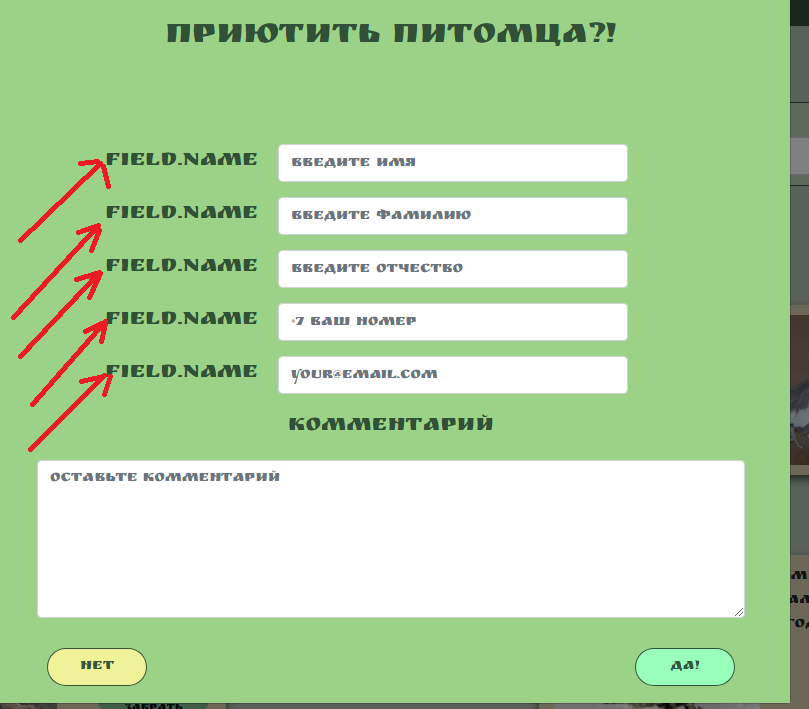 ПРИЮТИТЬ ПИТОМЦА?!
FIELD.NAME ВВЕДИТЕ ИМЯ
FIELD.NAME ВВЕДИТЕ ФАМИЛИЮ
FIELD.NAME ВВЕДИТЕ ОТЧЕСТВО
FIELD.NAME +7 ВАШ НОМЕР
FIELD.NAME YOUR@EMAIL.COM
КОММЕНТАРИЙ
ОСТАВЬТЕ КОММЕНТАРИЙ
НЕТ ДА!
ЗАБРАТЬ